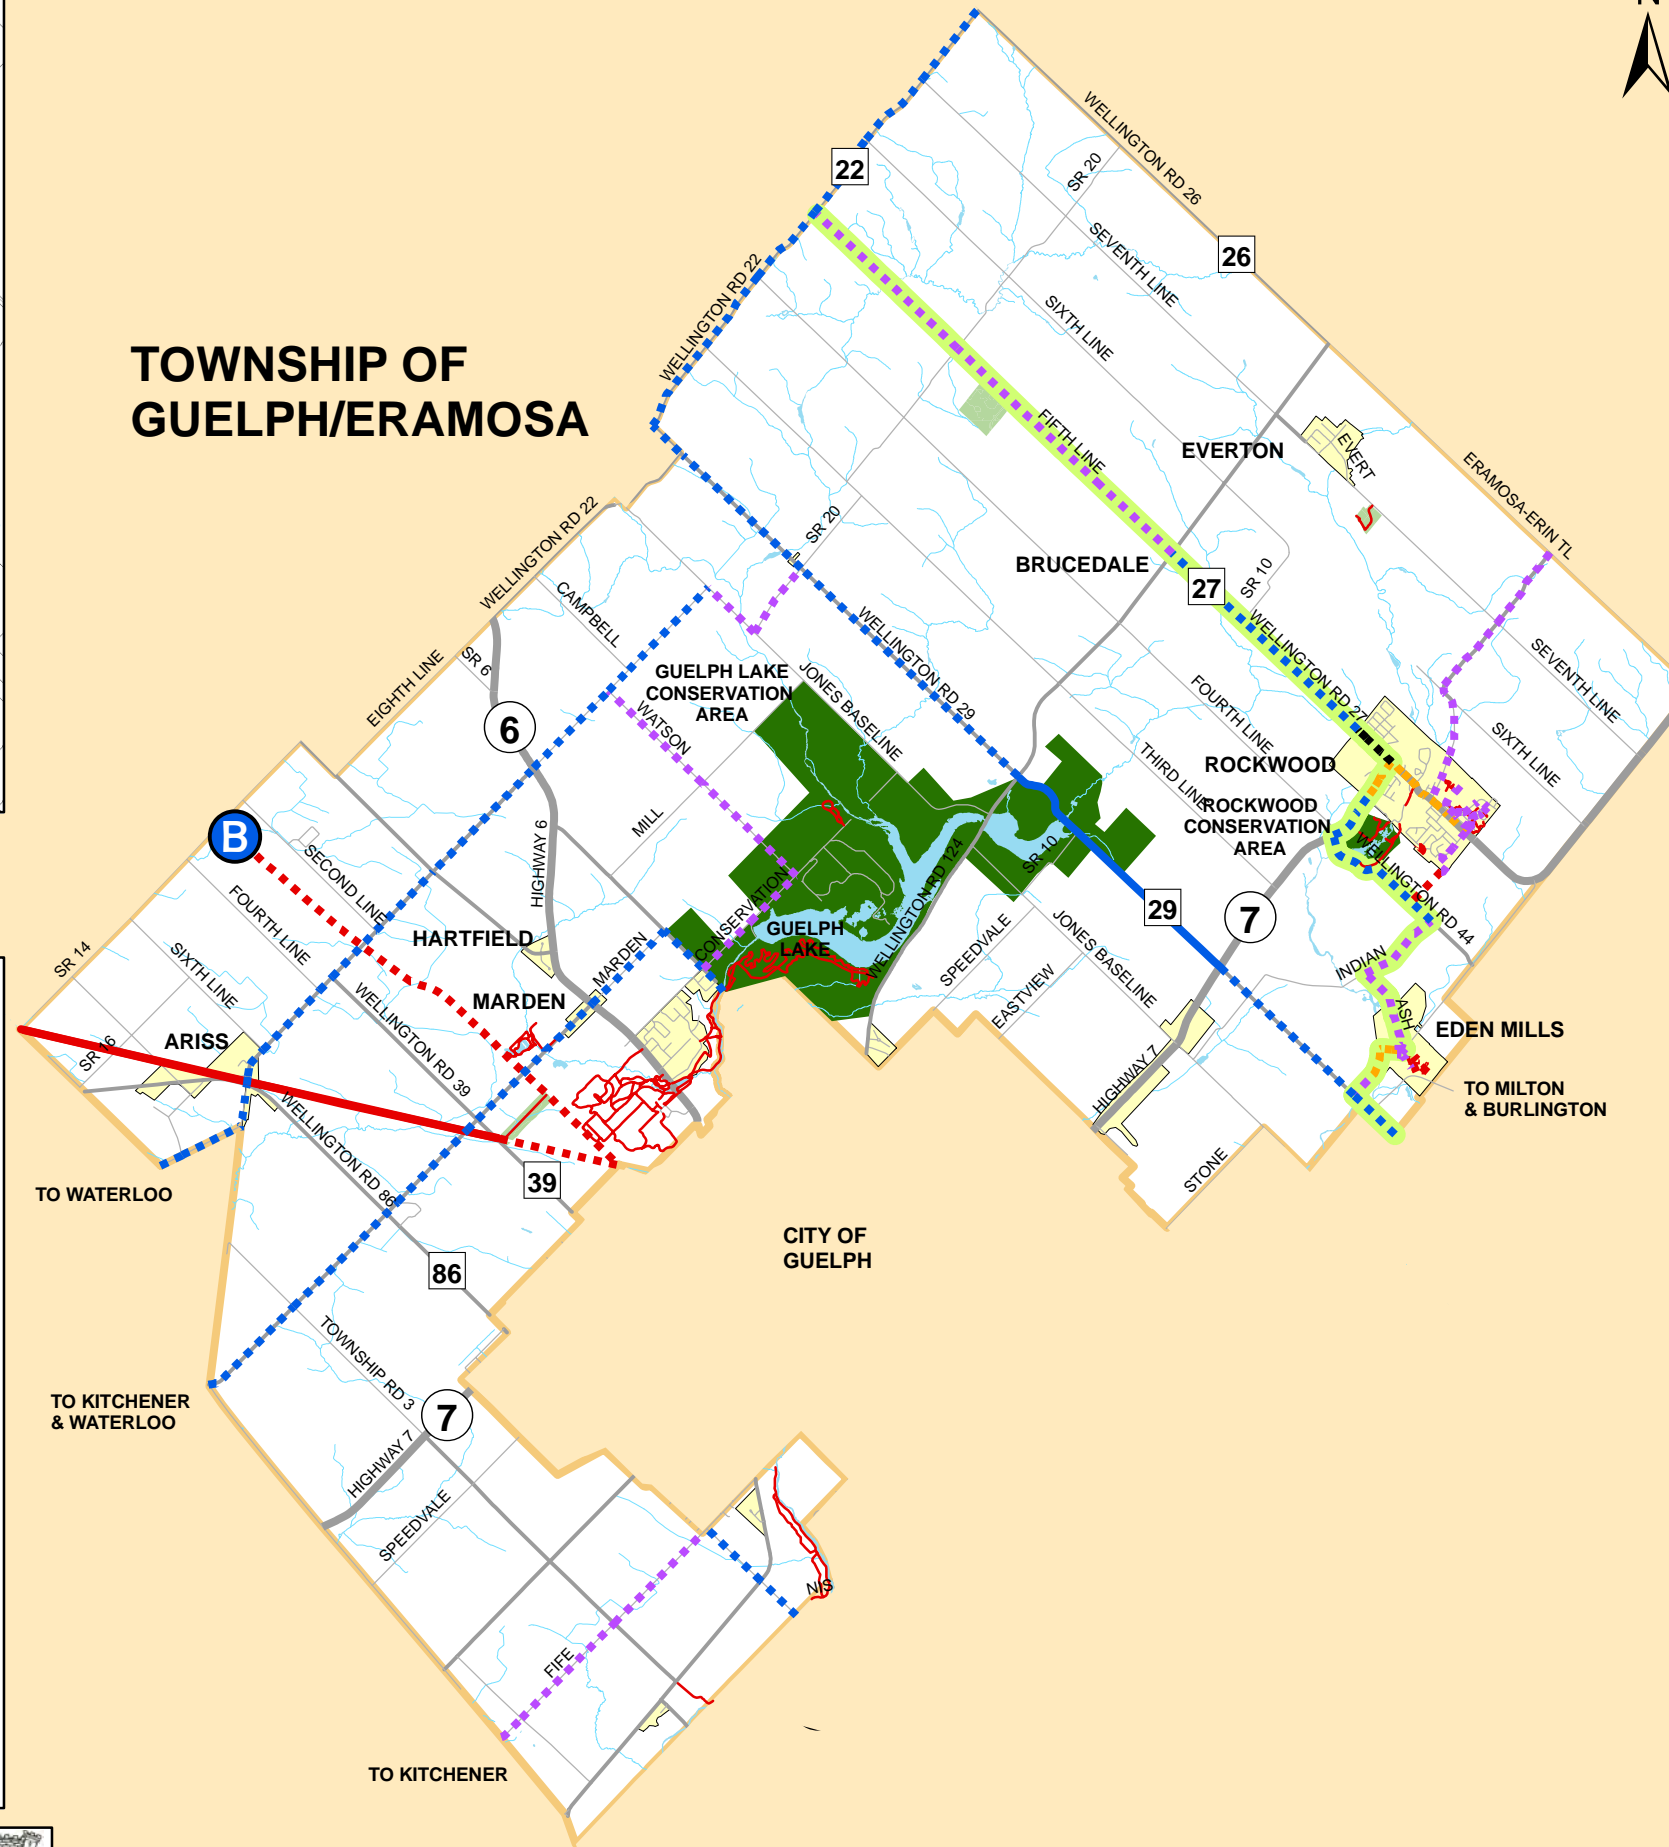 N
WELLINGTON RD 26
22
SR 20
26
SEVENTH LINE
WELLINGTON RD 22
SIXTH LINE
TOWNSHIP OF
GUELPH/ERAMOSA
FIFTH LINE
EVERTON
EVERT
ERAMOSA-ERIN TL
WELLINGTON RD 22
SR 20
BRUCEDALE
27
SR 10
CAMPBELL
WELLINGTON RD 29
WELLINGTON RD 27
SEVENTH LINE
SR 6
EIGHTH LINE
GUELPH LAKE
CONSERVATION
AREA
JONES BASELINE
FOURTH LINE
6
WATSON
SIXTH LINE
THIRD LINE
ROCKWOOD
ROCKWOOD
CONSERVATION
AREA
MILL
B
HIGHWAY 6
SECOND LINE
SR 10
WELLINGTON RD 124
WELLINGTON RD 44
CONSERVATION
29
7
FOURTH LINE
HARTFIELD
GUELPH
LAKE
MARDEN
SPEEDVALE
JONES BASELINE
SR 14
SIXTH LINE
INDIAN
MARDEN
WELLINGTON RD 39
EASTVIEW
ASH
EDEN MILLS
ARISS
SR 16
HIGHWAY 7
TO MILTON
& BURLINGTON
WELLINGTON RD 86
STONE
39
TO WATERLOO
CITY OF
GUELPH
86
TOWNSHIP RD 3
TO KITCHENER
& WATERLOO
7
HIGHWAY 7
SPEEDVALE
NIS
FIFE
TO KITCHENER